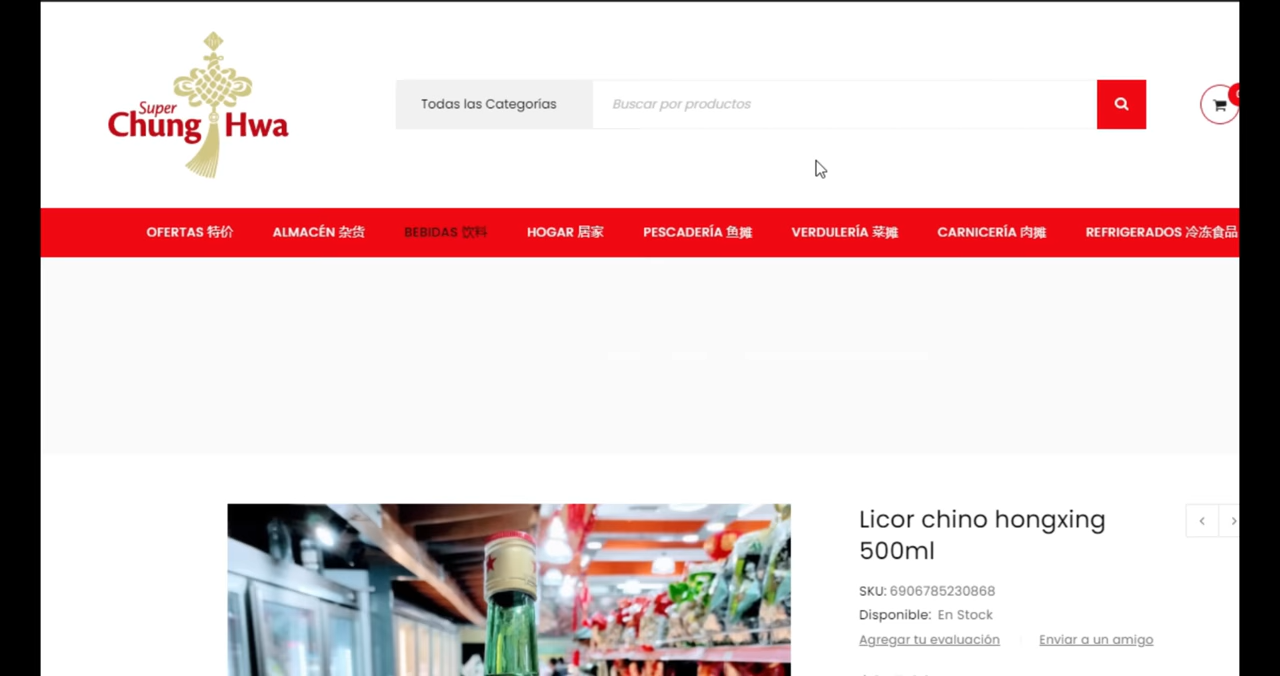 Super
Chung Hwa
Todas las Categorías
Buscar por productos
OFERTAS 特价 ALMACÉN 杂货 BEBIDAS 饮料 HOGAR 居家 PESCADERÍA 鱼摊 VERDULERÍA 菜摊 CARNICERÍA 肉摊 REFRIGERADOS 冷冻食品
Licor chino hongxing
500ml
SKU: 6906785230868
Disponible: En Stock
Agregar tu evaluación Enviar a un amigo